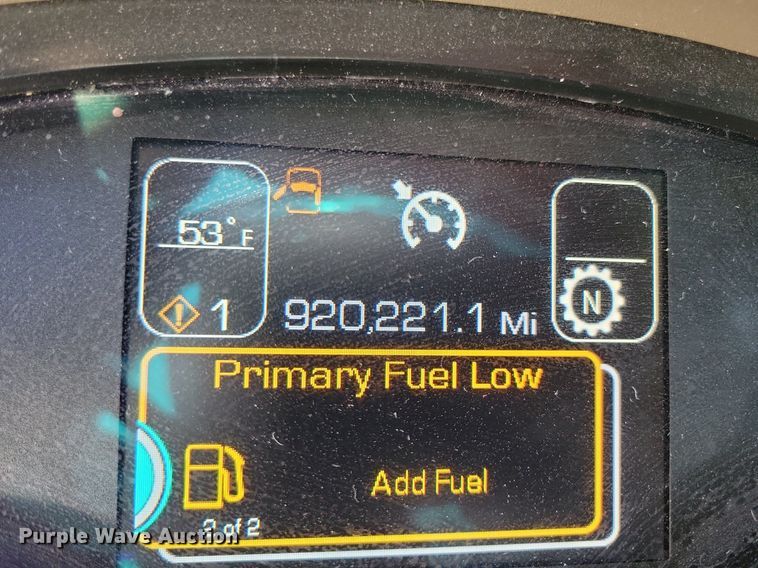 53°F
1
920,221.1 Mi
N
Primary Fuel Low
Add Fuel
2 of 2
Purple Wave Auction